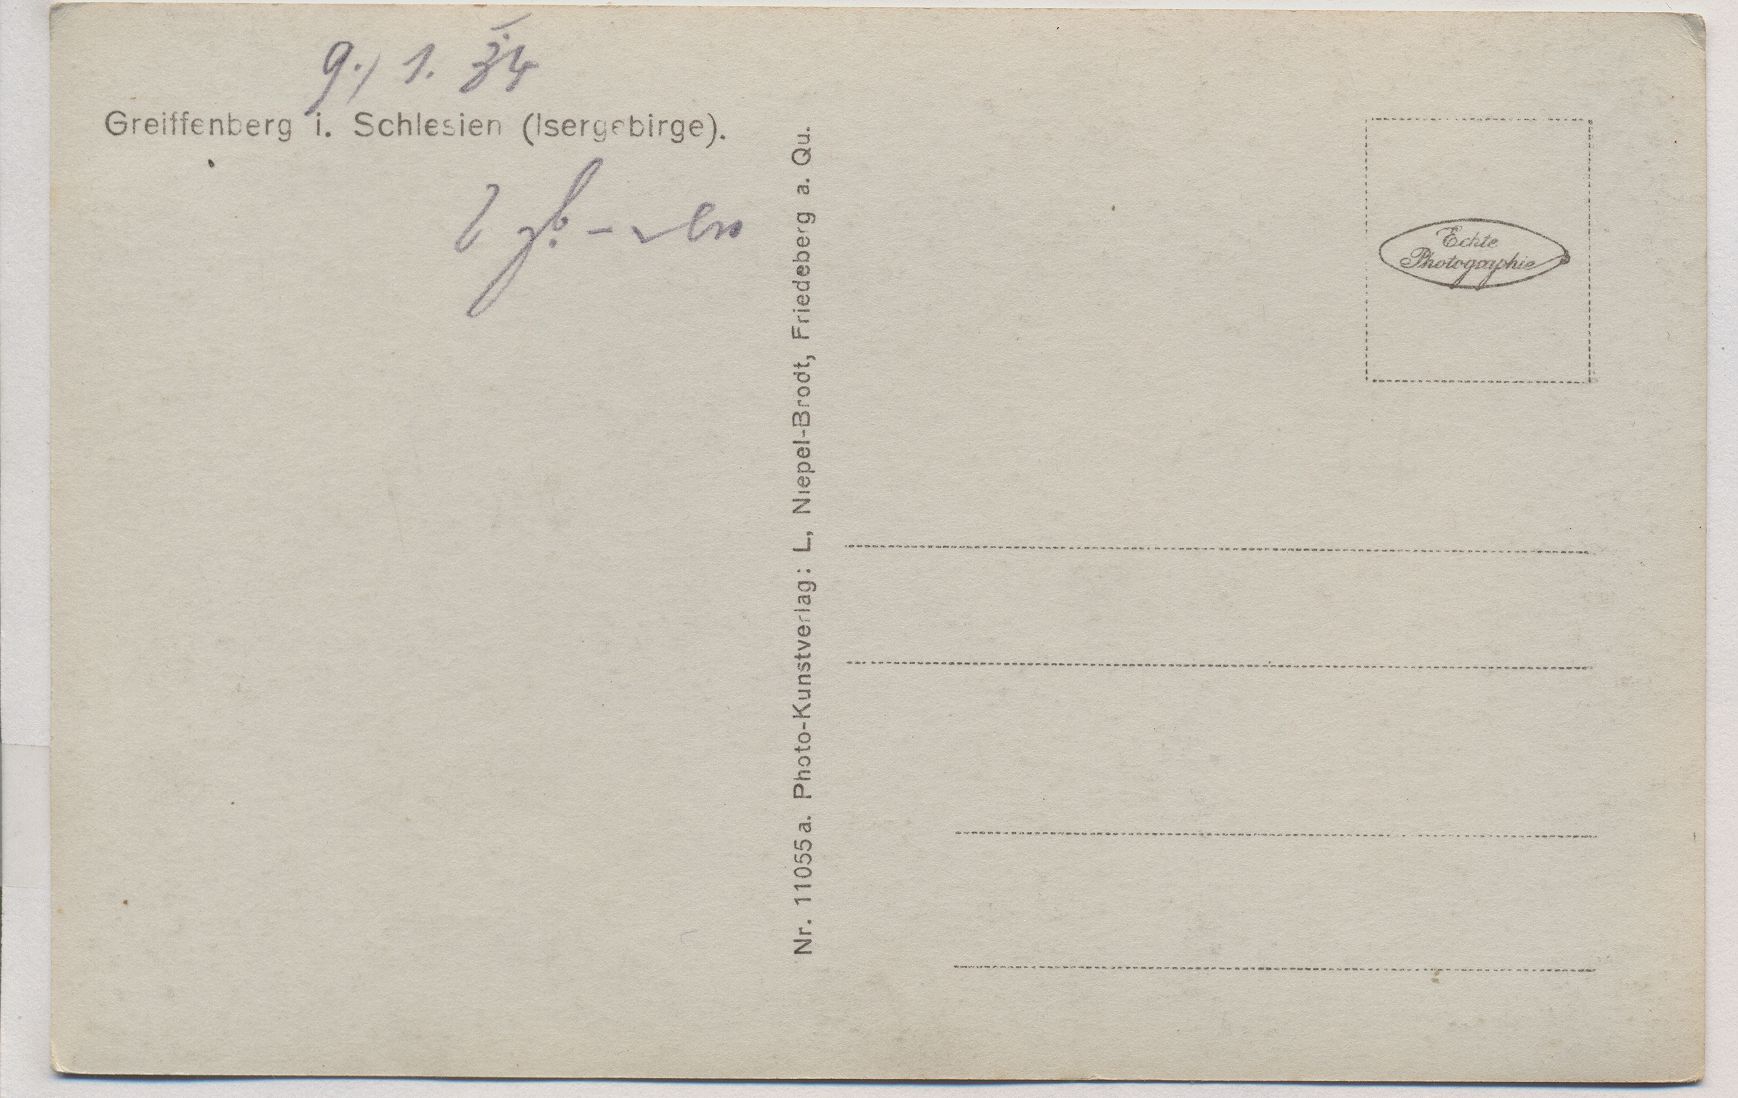 9., 1. 34
Greiffenberg i. Schlesien (Isergebirge).
Nr. 11055a. Photo-Kunstverlag: L, Niepel-Brodt, Friedeberg a. Qu.
Echte
Photographie